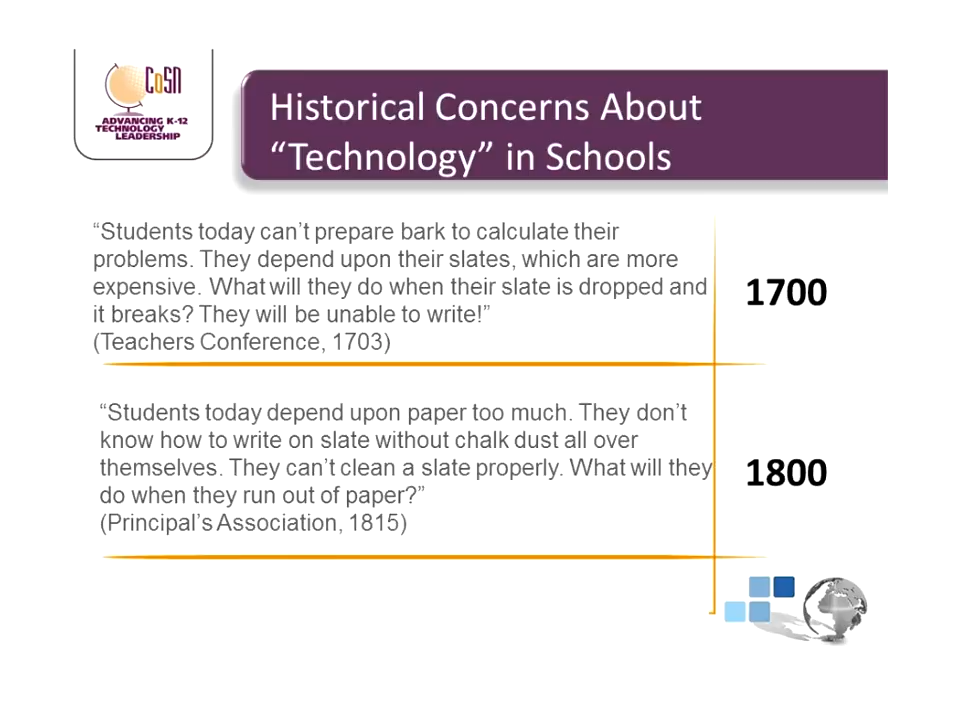 CoSN
ADVANCING K-12
TECHNOLOGY
LEADERSHIP
Historical Concerns About
“Technology” in Schools
“Students today can’t prepare bark to calculate their
problems. They depend upon their slates, which are more
expensive. What will they do when their slate is dropped and
it breaks? They will be unable to write!”
(Teachers Conference, 1703)
1700
“Students today depend upon paper too much. They don’t
know how to write on slate without chalk dust all over
themselves. They can’t clean a slate properly. What will they
do when they run out of paper?”
(Principal’s Association, 1815)
1800